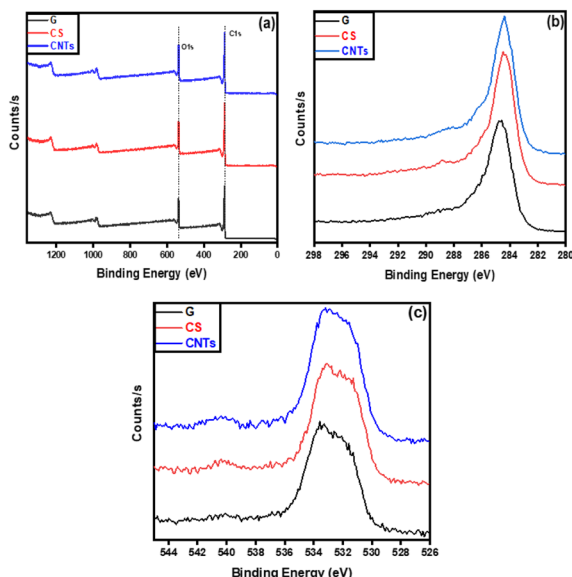 G
CS
CNTs
(a)
O1s
C1s
Counts/s
1200 1000 800 600 400 200 0
Binding Energy (eV)
G
CS
CNTs
(b)
Counts/s
298 296 294 292 290 288 286 284 282 280
Binding Energy (eV)
G
CS
CNTs
(c)
Counts/s
544 542 540 538 536 534 532 530 528 526
Binding Energy (eV)